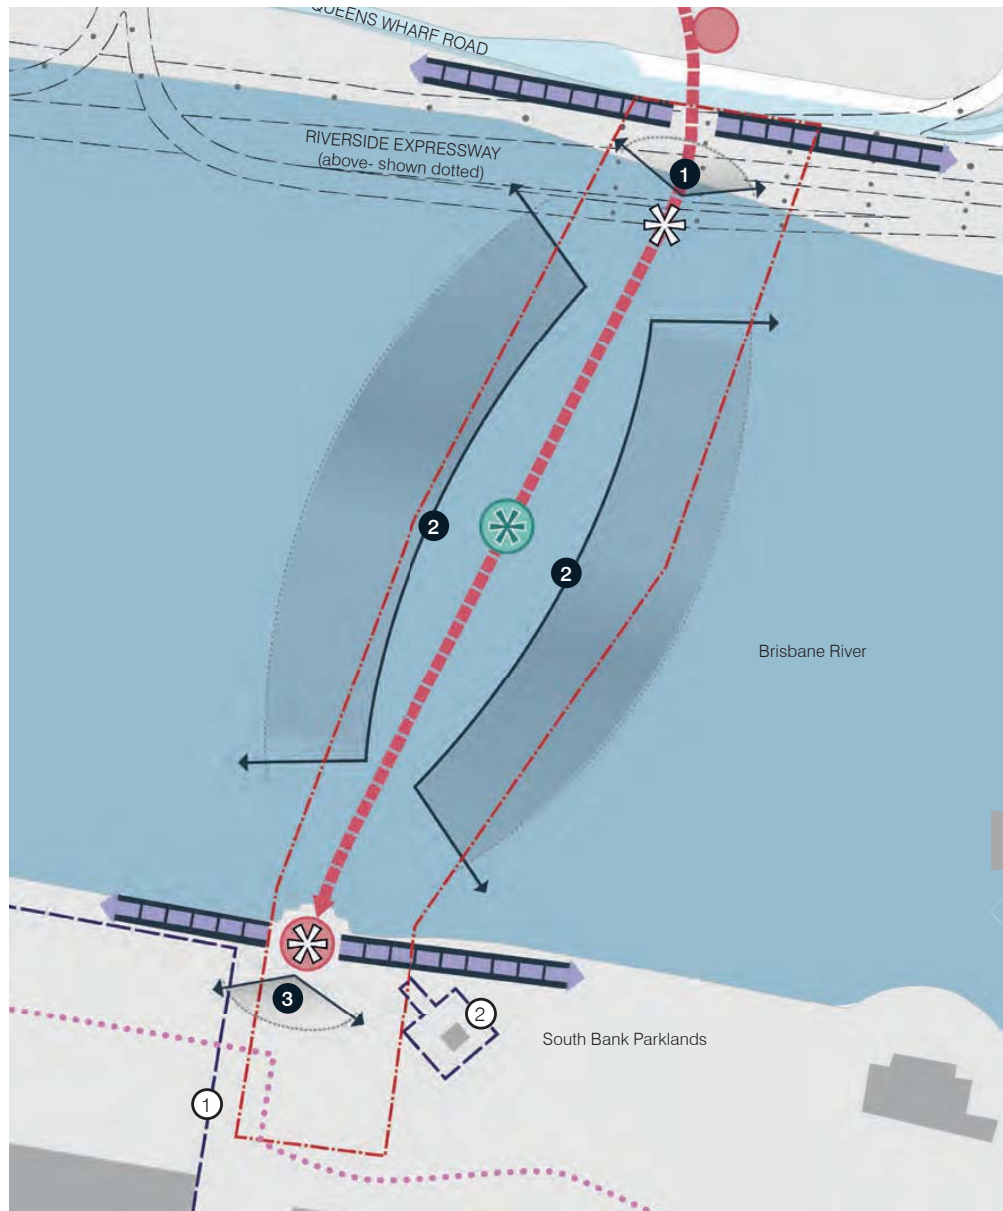 QUEENS WHARF ROAD
RIVERSIDE EXPRESSWAY
(above- shown dotted)
1
2
2
Brisbane River
3
2
South Bank Parklands
1